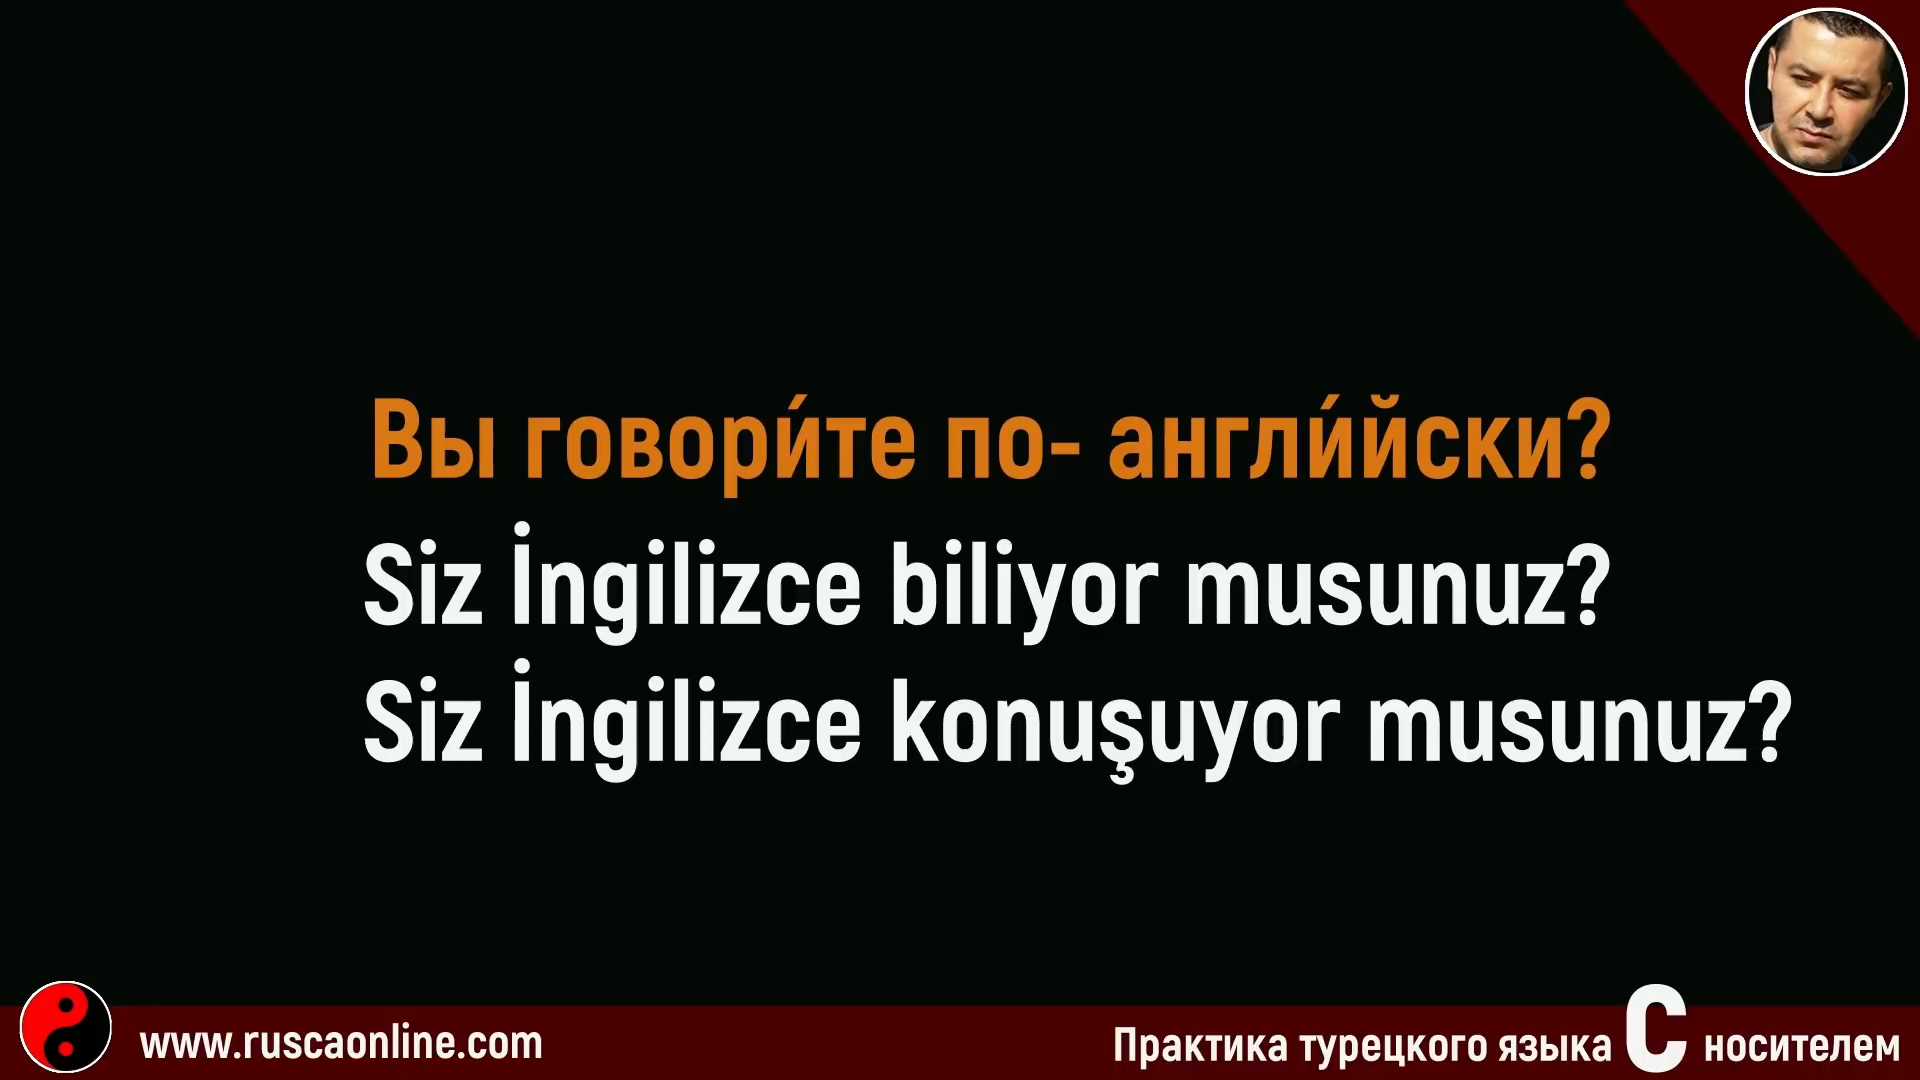 Вы говори́те по- англи́йски?
Siz İngilizce biliyor musunuz?
Siz İngilizce konuşuyor musunuz?
www.ruscaonline.com
Практика турецкого языка С носителем